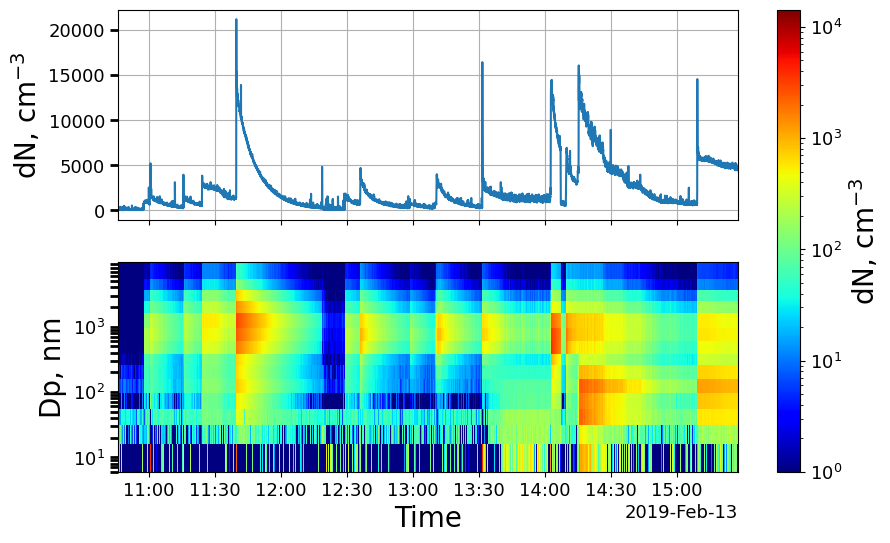 20000
15000
10000
5000
0
dN, cm⁻³
10³
10²
10¹
Dp, nm
11:00 11:30 12:00 12:30 13:00 13:30 14:00 14:30 15:00
Time
2019-Feb-13
10⁴
10³
10²
10¹
10⁰
dN, cm⁻³